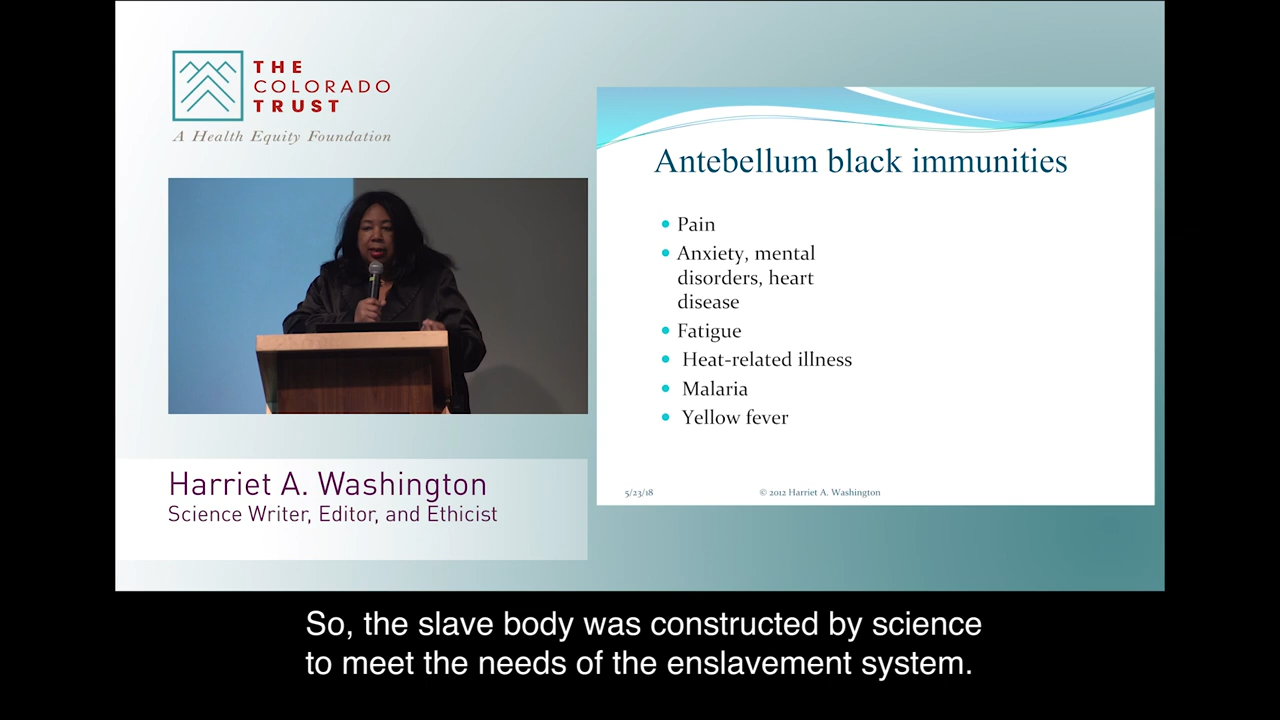 THE
COLORADO
TRUST
A Health Equity Foundation
Antebellum black immunities
• Pain
• Anxiety, mental
disorders, heart
disease
• Fatigue
• Heat-related illness
• Malaria
• Yellow fever
5/23/18
© 2012 Harriet A. Washington
Harriet A. Washington
Science Writer, Editor, and Ethicist
So, the slave body was constructed by science
to meet the needs of the enslavement system.